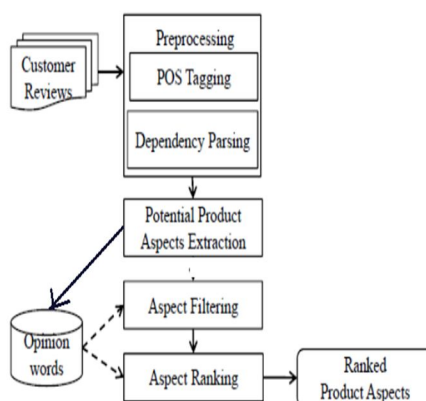 Preprocessing
Customer
Reviews
POS Tagging
Dependency Parsing
Potential Product
Aspects Extraction
Opinion
words
Aspect Filtering
Aspect Ranking
Ranked
Product Aspects